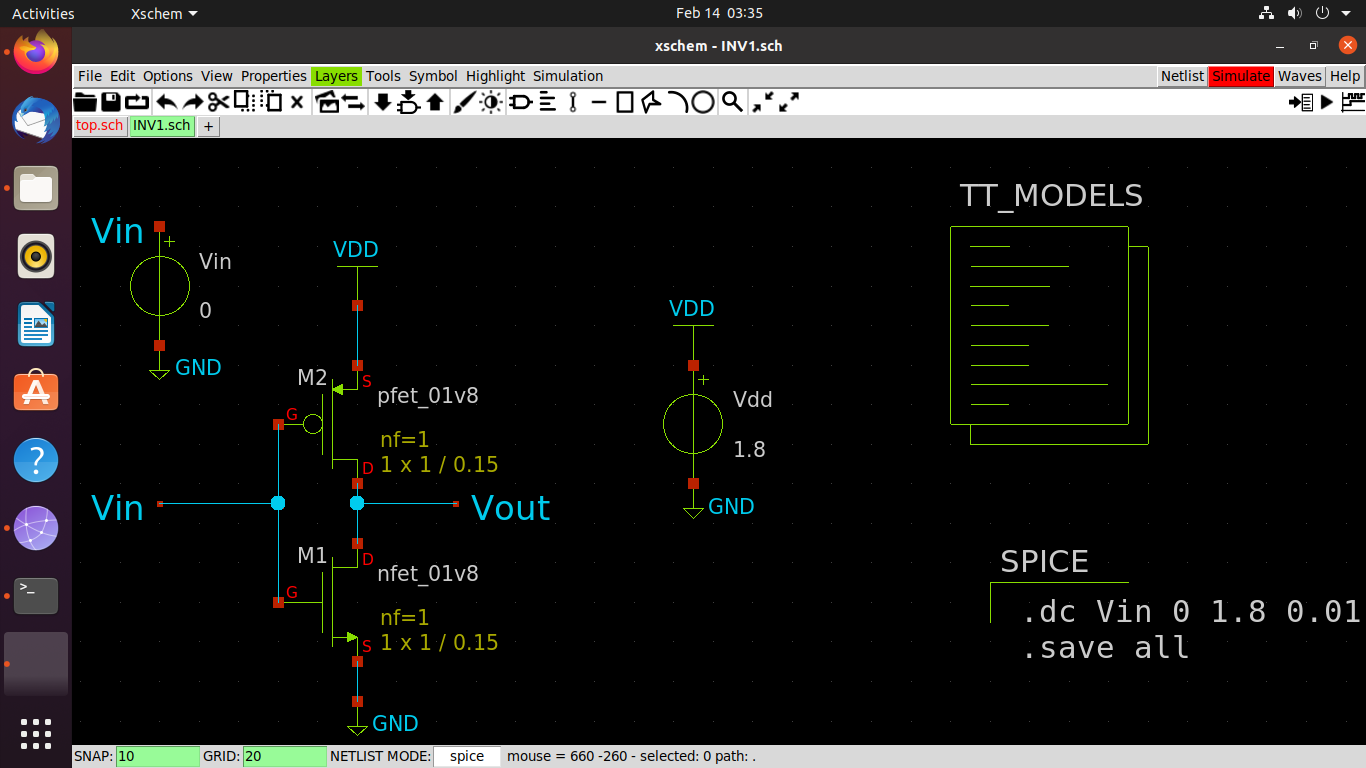 Activities
Xschem
Feb 14 03:35
xschem - INV1.sch
File Edit Options View Properties Layers Tools Symbol Highlight Simulation
Netlist Simulate Waves Help
top.sch INV1.sch +
TT_MODELS
Vin
+
Vin
0
GND
VDD
M2
S
pfet_01v8
G
nf=1
1 x 1 / 0.15
D
Vin
Vout
M1
D
nfet_01v8
G
nf=1
1 x 1 / 0.15
S
GND
VDD
+
Vdd
1.8
GND
SPICE
.dc Vin 0 1.8 0.01
.save all
>_
?
SNAP: 10 GRID: 20 NETLIST MODE: spice mouse = 660 -260 - selected: 0 path: .